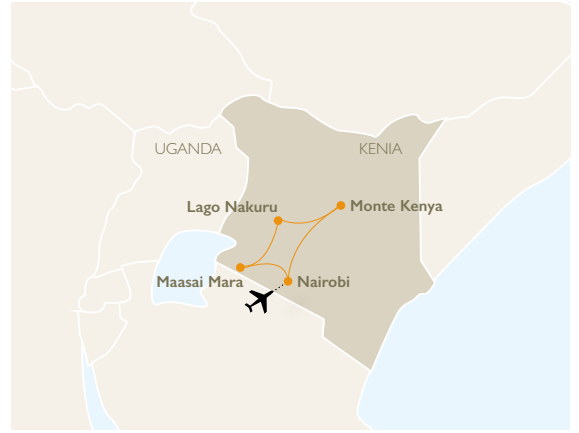 UGANDA
KENIA
Lago Nakuru
Monte Kenya
Maasai Mara
Nairobi